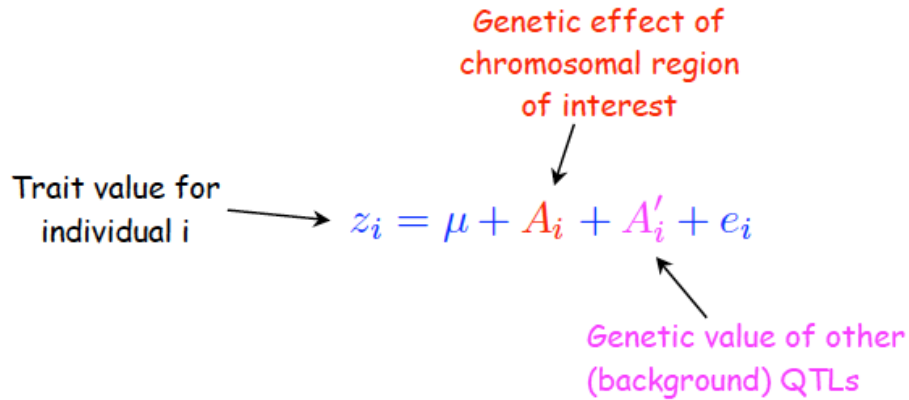 Genetic effect of
chromosomal region
of interest
Trait value for
individual i
z_i = μ + A_i + A'_i + e_i
Genetic value of other
(background) QTLs